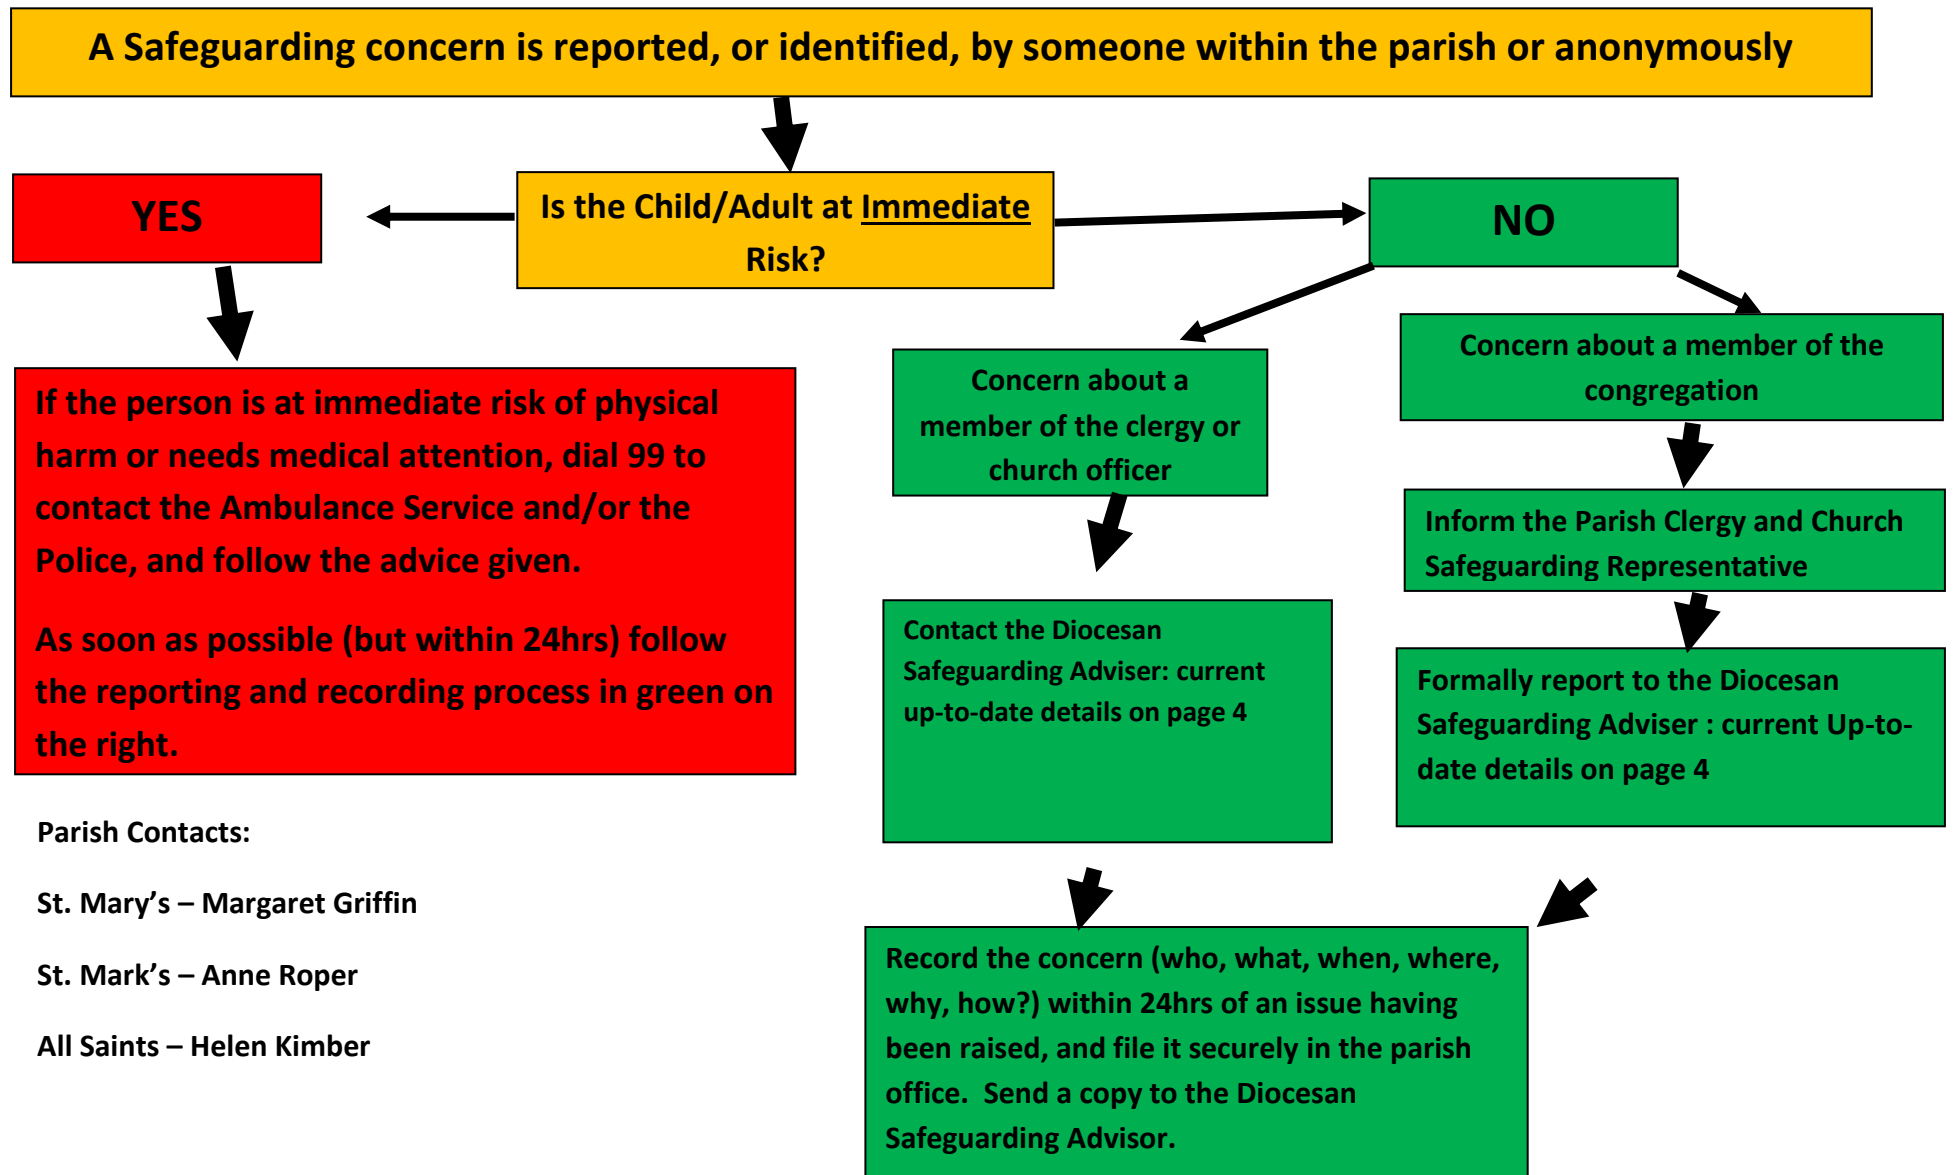 A Safeguarding concern is reported, or identified, by someone within the parish or anonymously
YES
Is the Child/Adult at Immediate
Risk?
NO
If the person is at immediate risk of physical
harm or needs medical attention, dial 99 to
contact the Ambulance Service and/or the
Police, and follow the advice given.
As soon as possible (but within 24hrs) follow
the reporting and recording process in green on
the right.
Concern about a
member of the clergy or
church officer
Concern about a member of the
congregation
Inform the Parish Clergy and Church
Safeguarding Representative
Contact the Diocesan
Safeguarding Adviser: current
up-to-date details on page 4
Formally report to the Diocesan
Safeguarding Adviser : current Up-to-
date details on page 4
Parish Contacts:
St. Mary’s – Margaret Griffin
St. Mark’s – Anne Roper
All Saints – Helen Kimber
Record the concern (who, what, when, where,
why, how?) within 24hrs of an issue having
been raised, and file it securely in the parish
office.  Send a copy to the Diocesan
Safeguarding Advisor.